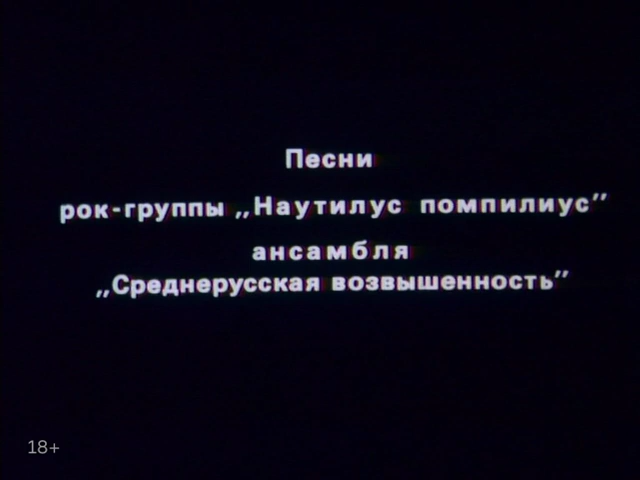 Песни
рок-группы „Наутилус помпилиус”
ансамбля
„Среднерусская возвышенность”
18+